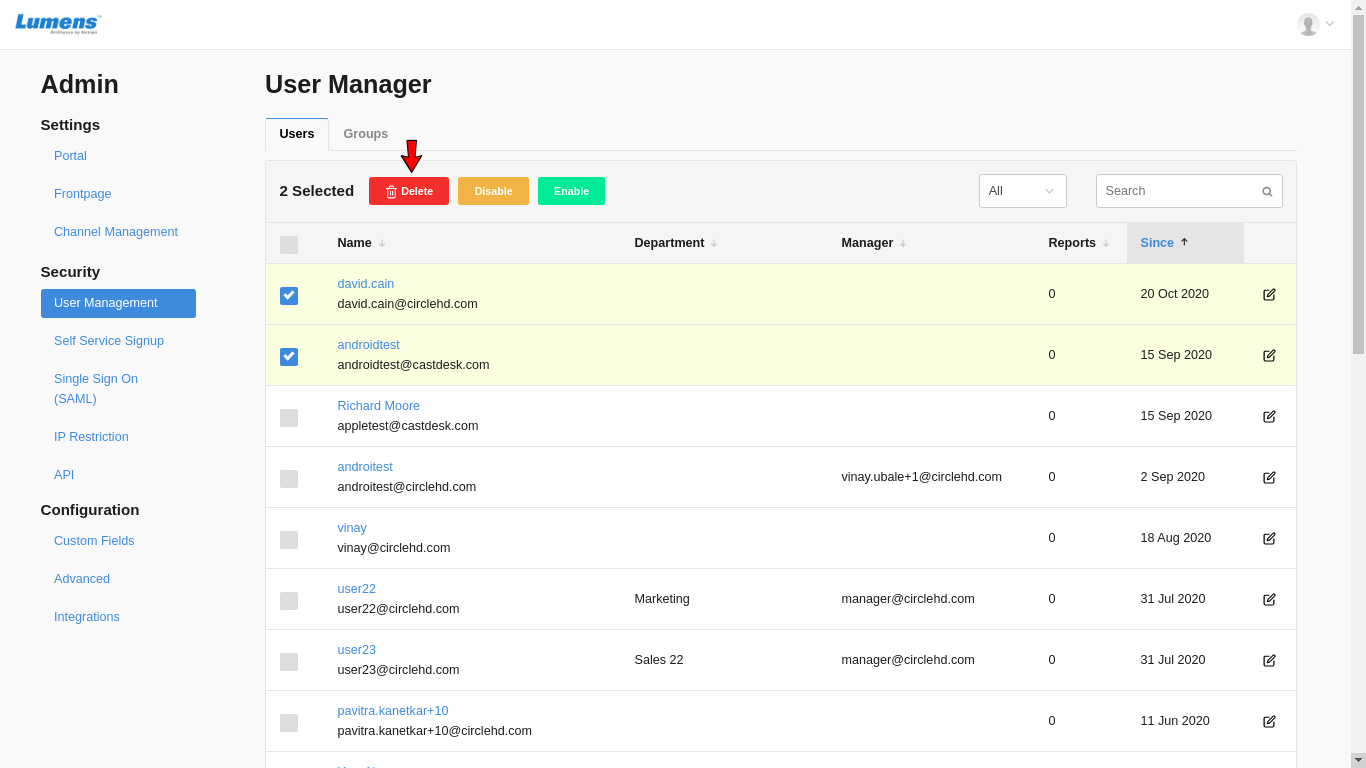 Lumens™
Brilliance by Design
Admin
Settings
Portal
Frontpage
Channel Management
Security
User Management
Self Service Signup
Single Sign On
(SAML)
IP Restriction
API
Configuration
Custom Fields
Advanced
Integrations
User Manager
Users Groups
2 Selected Delete Disable Enable All Search
Name Department Manager Reports Since
david.cain
david.cain@circlehd.com 0 20 Oct 2020
androidtest
androidtest@castdesk.com 0 15 Sep 2020
Richard Moore
appletest@castdesk.com 0 15 Sep 2020
androitest
androitest@circlehd.com vinay.ubale+1@circlehd.com 0 2 Sep 2020
vinay
vinay@circlehd.com 0 18 Aug 2020
user22
user22@circlehd.com Marketing manager@circlehd.com 0 31 Jul 2020
user23
user23@circlehd.com Sales 22 manager@circlehd.com 0 31 Jul 2020
pavitra.kanetkar+10
pavitra.kanetkar+10@circlehd.com 0 11 Jun 2020